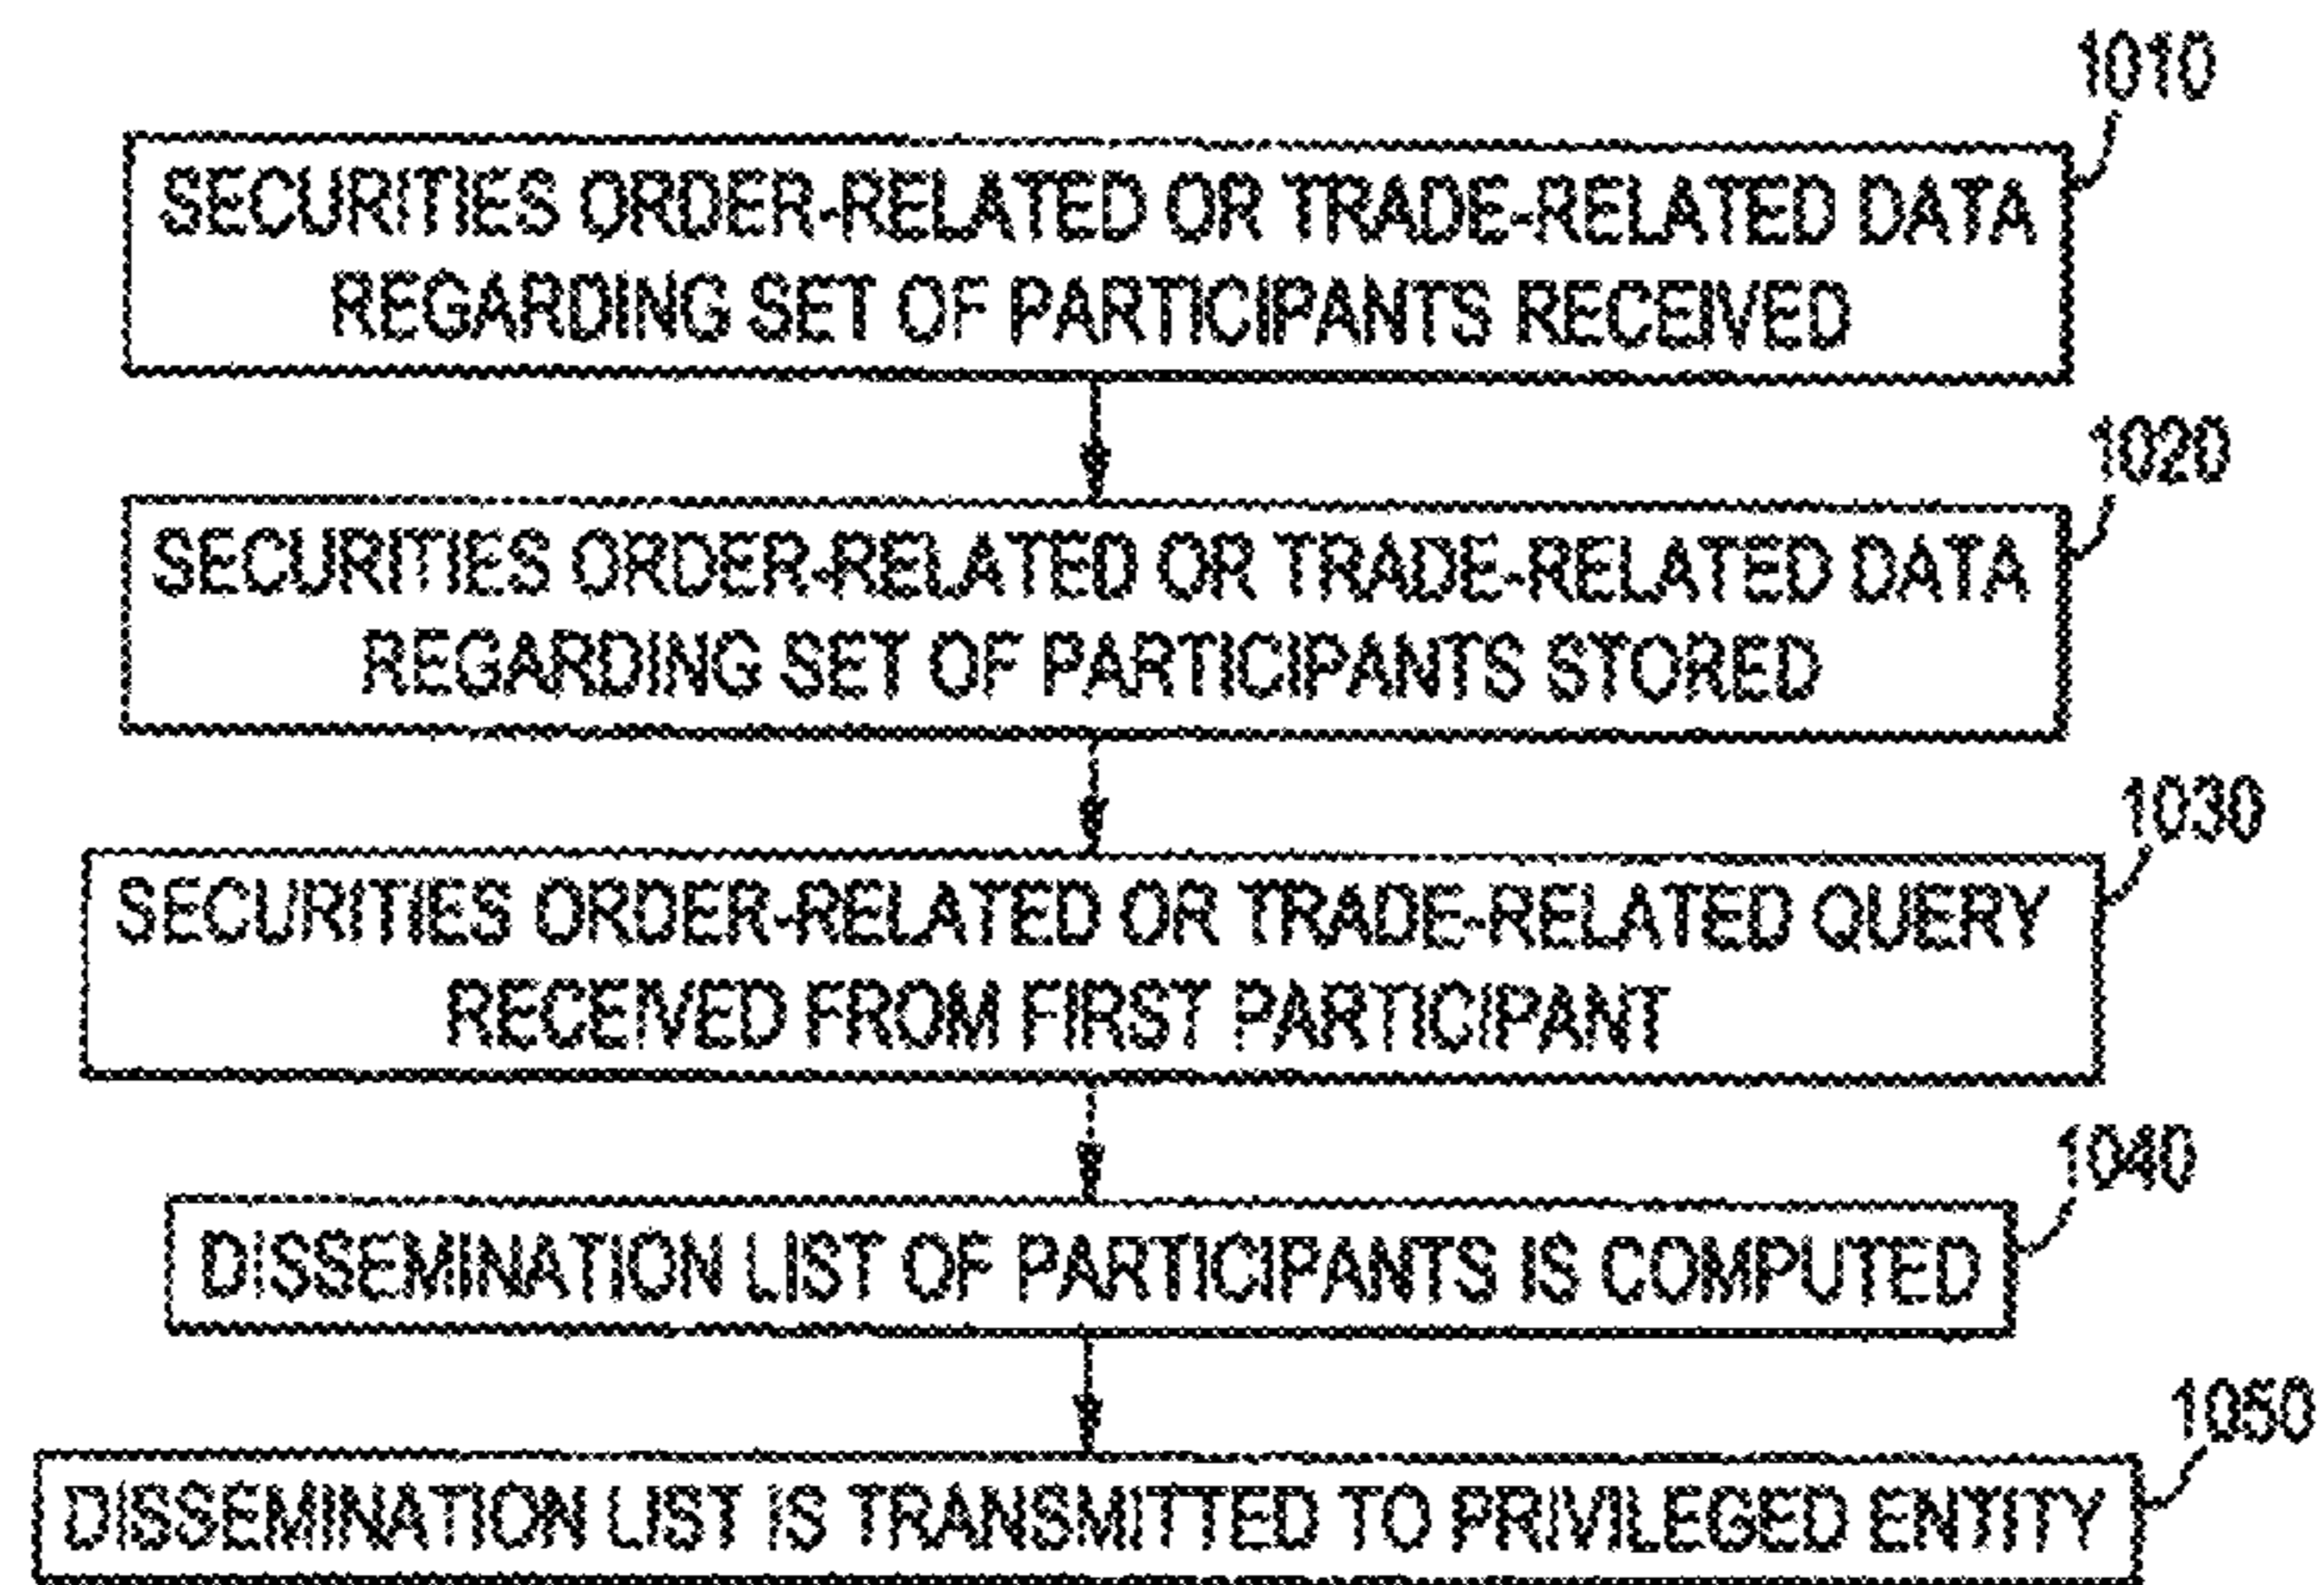 1010
SECURITIES ORDER-RELATED OR TRADE-RELATED DATA
REGARDING SET OF PARTICIPANTS RECEIVED
1020
SECURITIES ORDER-RELATED OR TRADE-RELATED DATA
REGARDING SET OF PARTICIPANTS STORED
1030
SECURITIES ORDER-RELATED OR TRADE-RELATED QUERY
RECEIVED FROM FIRST PARTICIPANT
1040
DISSEMINATION LIST OF PARTICIPANTS IS COMPUTED
1050
DISSEMINATION LIST IS TRANSMITTED TO PRIVILEGED ENTITY